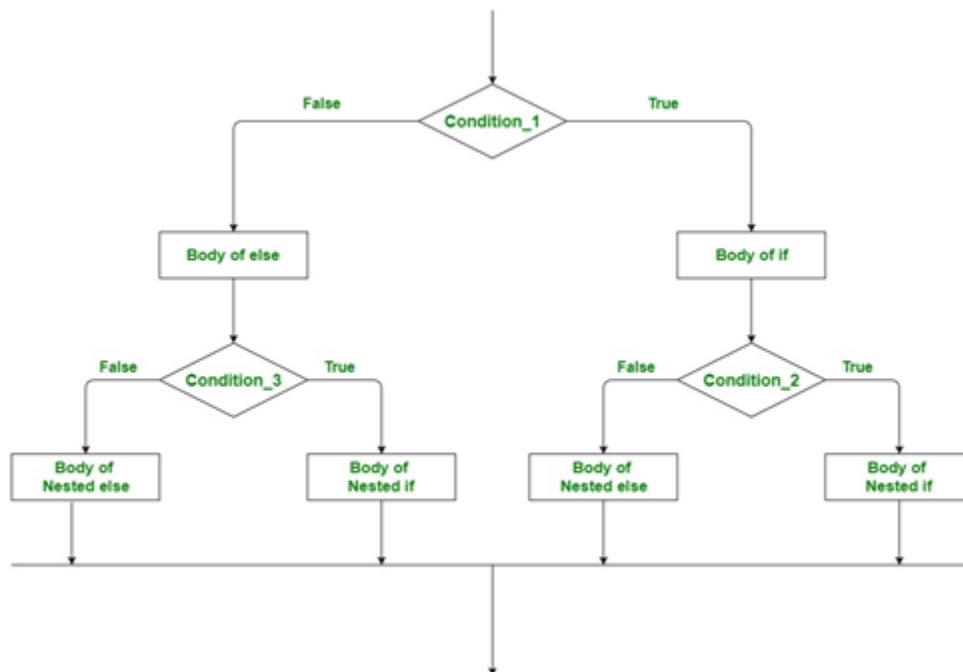 False
True
Condition_1
Body of else
Body of if
False
True
False
True
Condition_3
Condition_2
Body of
Nested else
Body of
Nested if
Body of
Nested else
Body of
Nested if